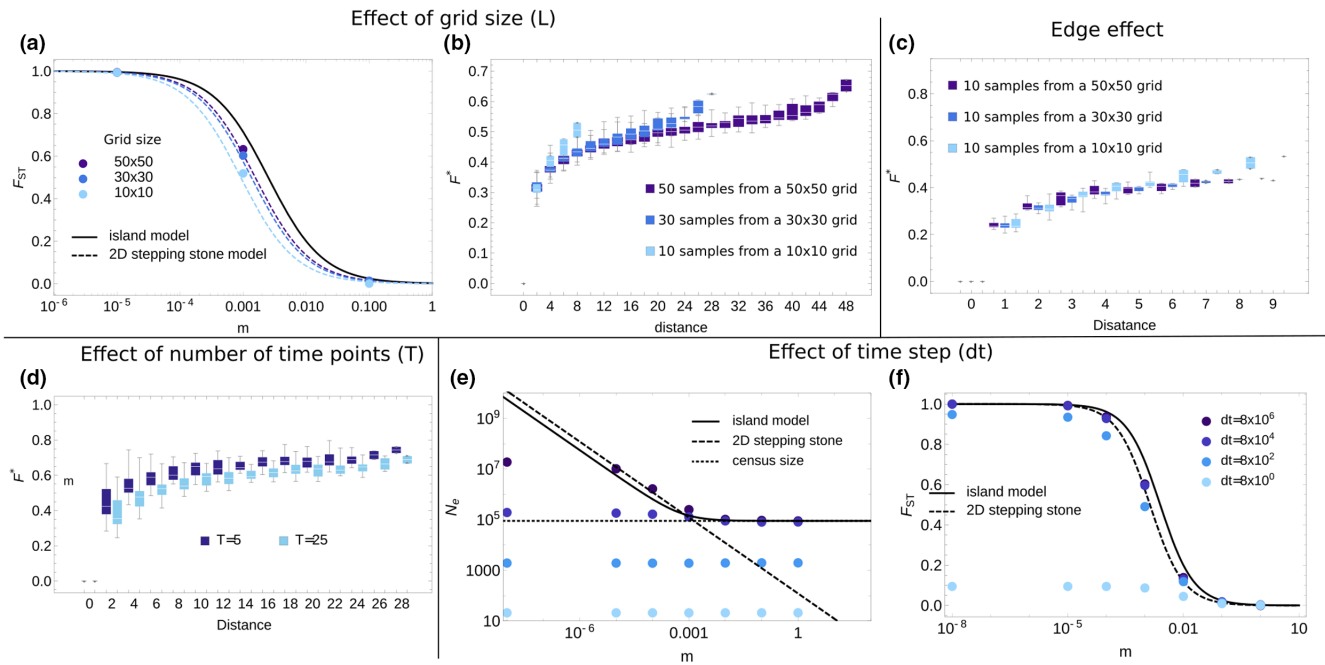 Effect of grid size (L)
Edge effect
(a)
(b)
(c)
1.0
0.8
0.6
0.4
0.2
0.0
F_ST
Grid size
50x50
30x30
10x10
island model
2D stepping stone model
10^-6
10^-5
10^-4
0.001
0.010
0.100
1
m
0.7
0.6
0.5
0.4
0.3
0.2
0.1
0.0
F*
50 samples from a 50x50 grid
30 samples from a 30x30 grid
10 samples from a 10x10 grid
0 4 8 12 16 20 24 28 32 36 40 44 48
distance
0.8
0.6
0.4
0.2
0.0
F*
10 samples from a 50x50 grid
10 samples from a 30x30 grid
10 samples from a 10x10 grid
0 1 2 3 4 5 6 7 8 9
Disatance
Effect of number of time points (T)
Effect of time step (dt)
(d)
(e)
(f)
1.0
0.8
0.6
0.4
0.2
0.0
F*
m
T=5
T=25
0 2 4 6 8 10 12 14 16 18 20 22 24 26 28
Distance
10^9
10^7
10^5
1000
10
N_e
island model
2D stepping stone
census size
10^-6
0.001
1
m
1.0
0.8
0.6
0.4
0.2
0.0
F_ST
dt=8x10^6
dt=8x10^4
dt=8x10^2
dt=8x10^0
island model
2D stepping stone
10^-8
10^-5
0.01
10
m